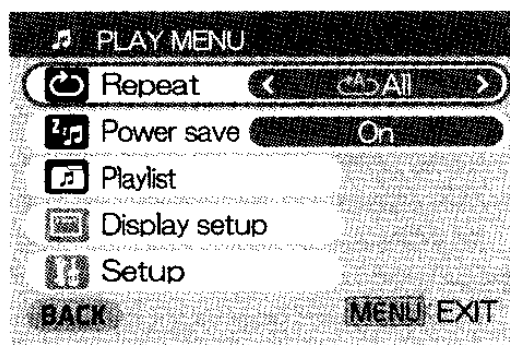 PLAY MENU
Repeat All
Power save On
Playlist
Display setup
Setup
BACK MENU EXIT